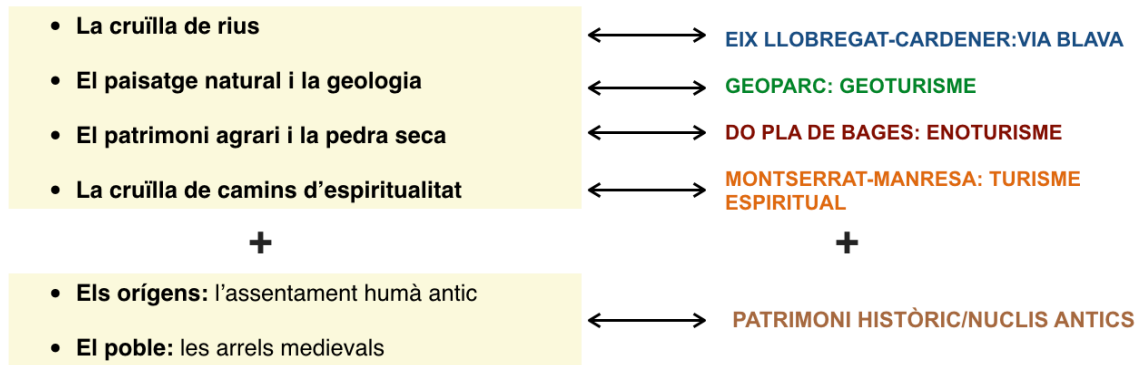 • La cruïlla de rius
EIX LLOBREGAT-CARDENER:VIA BLAVA
• El paisatge natural i la geologia
GEOPARC: GEOTURISME
• El patrimoni agrari i la pedra seca
DO PLA DE BAGES: ENOTURISME
• La cruïlla de camins d’espiritualitat
MONTSERRAT-MANRESA: TURISME
ESPIRITUAL
+
+
• Els orígens: l’assentament humà antic
PATRIMONI HISTÒRIC/NUCLIS ANTICS
• El poble: les arrels medievals